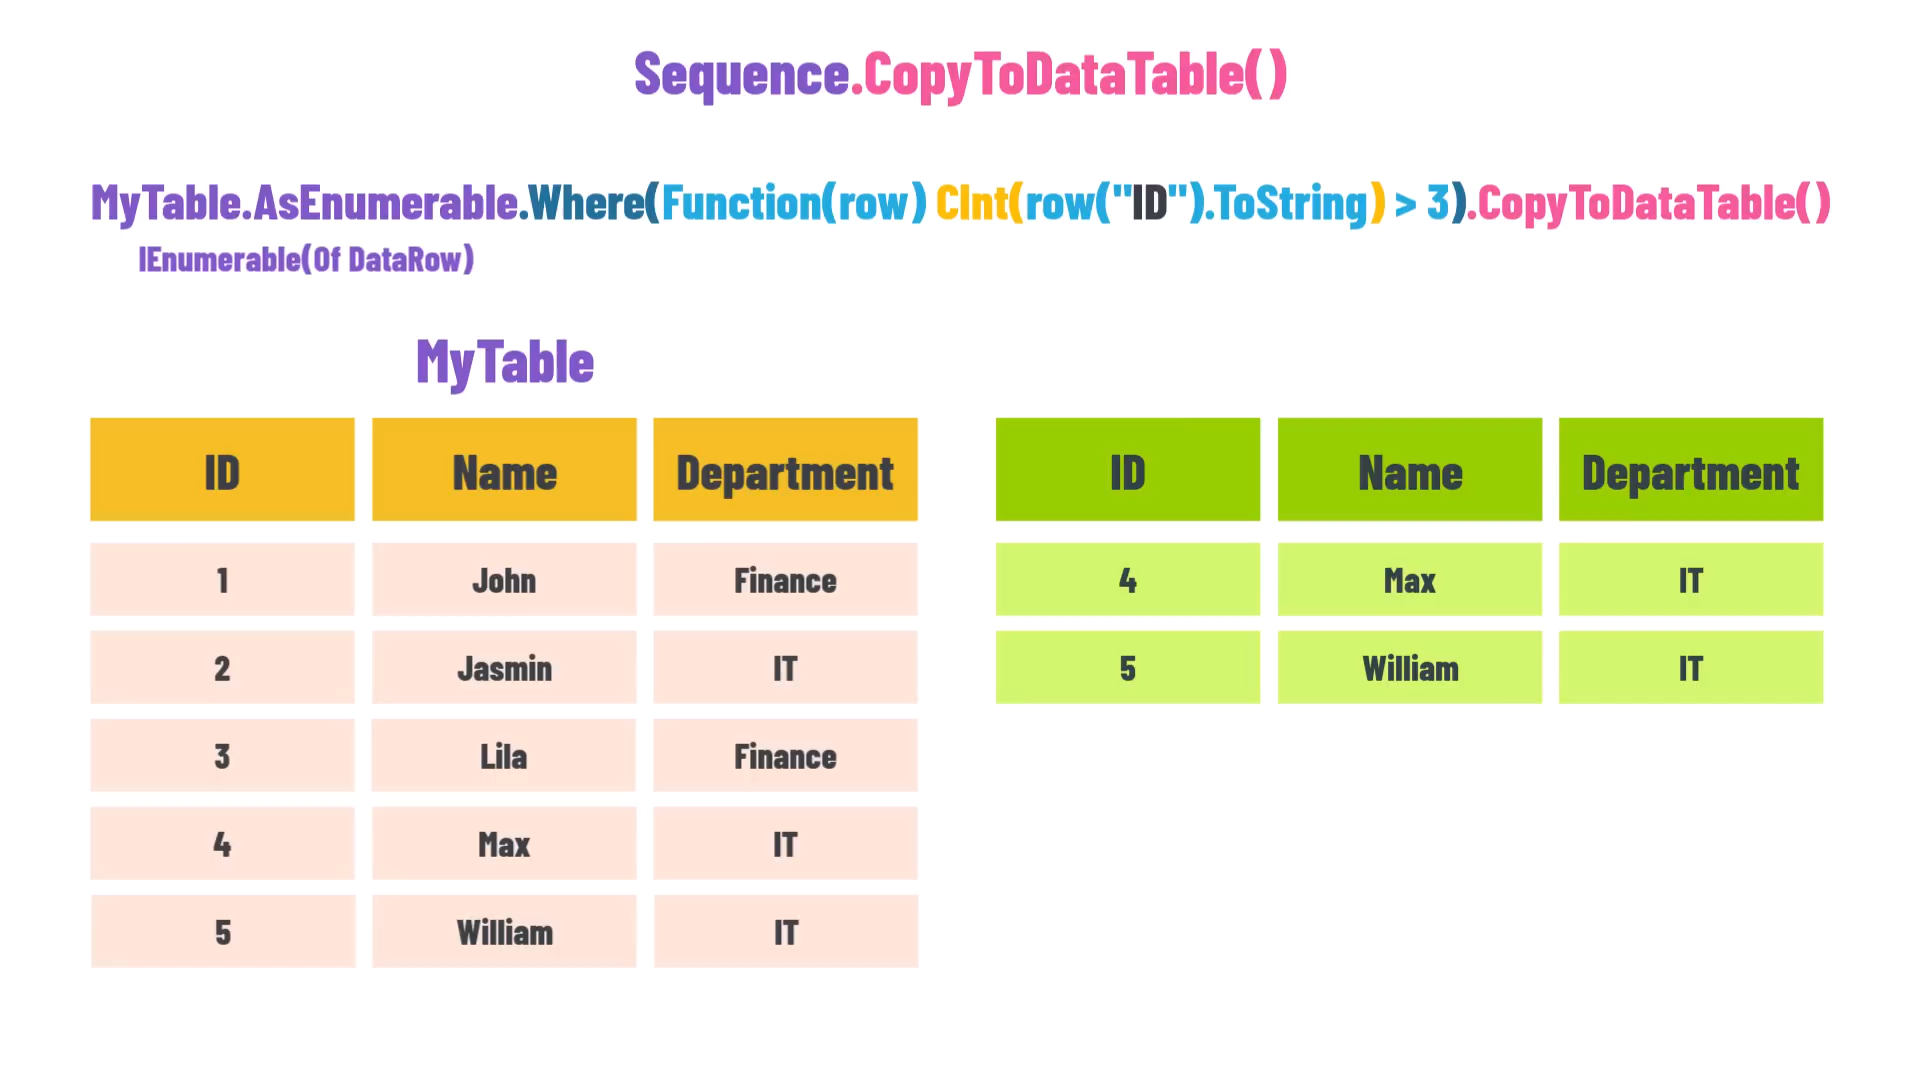 Sequence.CopyToDataTable()
MyTable.AsEnumerable.Where(Function(row) CInt(row("ID").ToString) > 3).CopyToDataTable()
IEnumerable(Of DataRow)
MyTable
ID Name Department ID Name Department
1 John Finance 4 Max IT
2 Jasmin IT 5 William IT
3 Lila Finance
4 Max IT
5 William IT